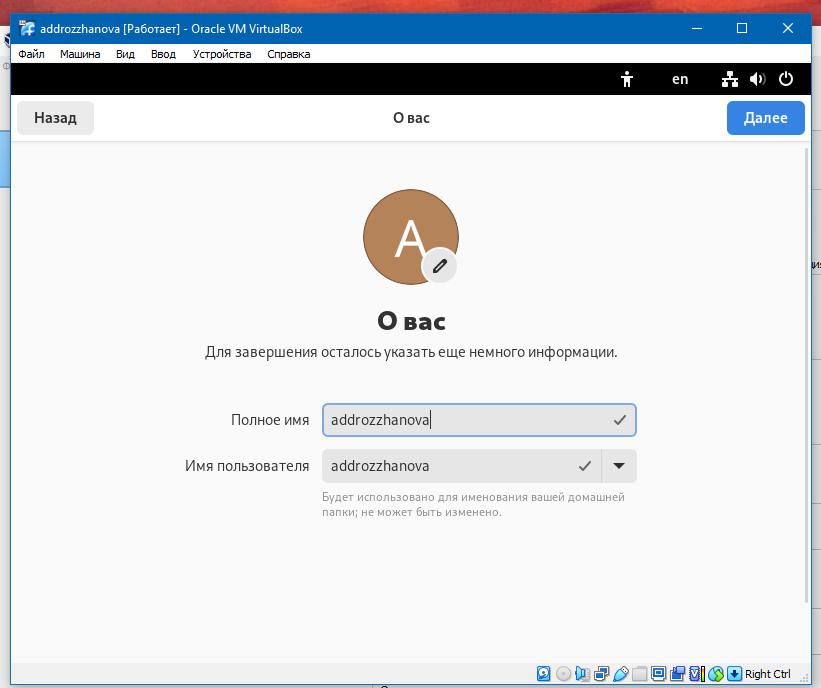 addrozzhanova [Работает] - Oracle VM VirtualBox
Файл Машина Вид Ввод Устройства Справка
en
Назад О вас Далее
A
О вас
Для завершения осталось указать еще немного информации.
Полное имя addrozzhanova
Имя пользователя addrozzhanova
Будет использовано для именования вашей домашней
папки; не может быть изменено.
Right Ctrl